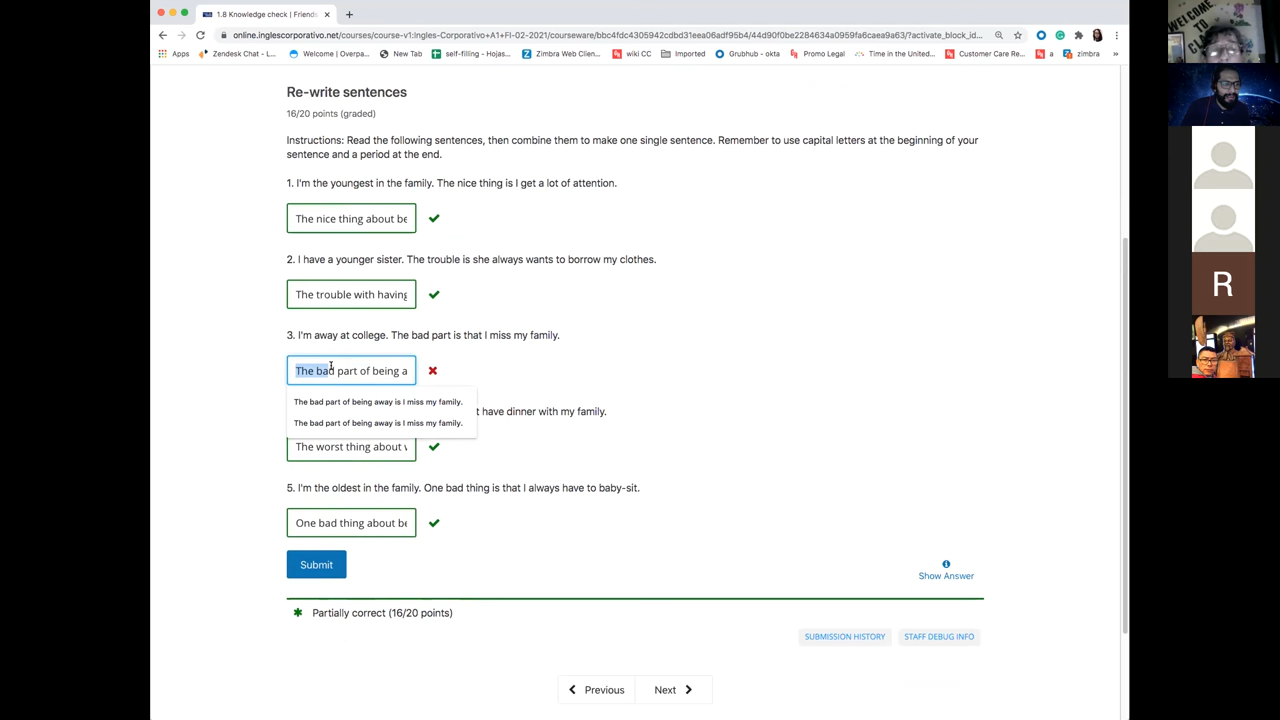 1.8 Knowledge check | Friends
online.inglescorporativo.net/courses/course-v1:Ingles-Corporativo+A1+FI-02-2021/courseware/bbc4fdc4305942cdbd31eea06adf95b4/44d90f0be2284634a0959fa6caea9a63/?activate_block_id...
Apps Zendesk Chat - L... Welcome | Overpa... New Tab self-filling - Hojas... Zimbra Web Clien... wiki CC Imported Grubhub - okta Promo Legal Time in the United... Customer Care Re... a zimbra
Re-write sentences
16/20 points (graded)
Instructions: Read the following sentences, then combine them to make one single sentence. Remember to use capital letters at the beginning of your
sentence and a period at the end.
1. I'm the youngest in the family. The nice thing is I get a lot of attention.
The nice thing about be
2. I have a younger sister. The trouble is she always wants to borrow my clothes.
The trouble with having
3. I'm away at college. The bad part is that I miss my family.
The bad part of being a
The bad part of being away is I miss my family.
t have dinner with my family.
The bad part of being away is I miss my family.
The worst thing about
5. I'm the oldest in the family. One bad thing is that I always have to baby-sit.
One bad thing about be
Submit
Show Answer
Partially correct (16/20 points)
SUBMISSION HISTORY STAFF DEBUG INFO
Previous Next
WELCOME
TO
R